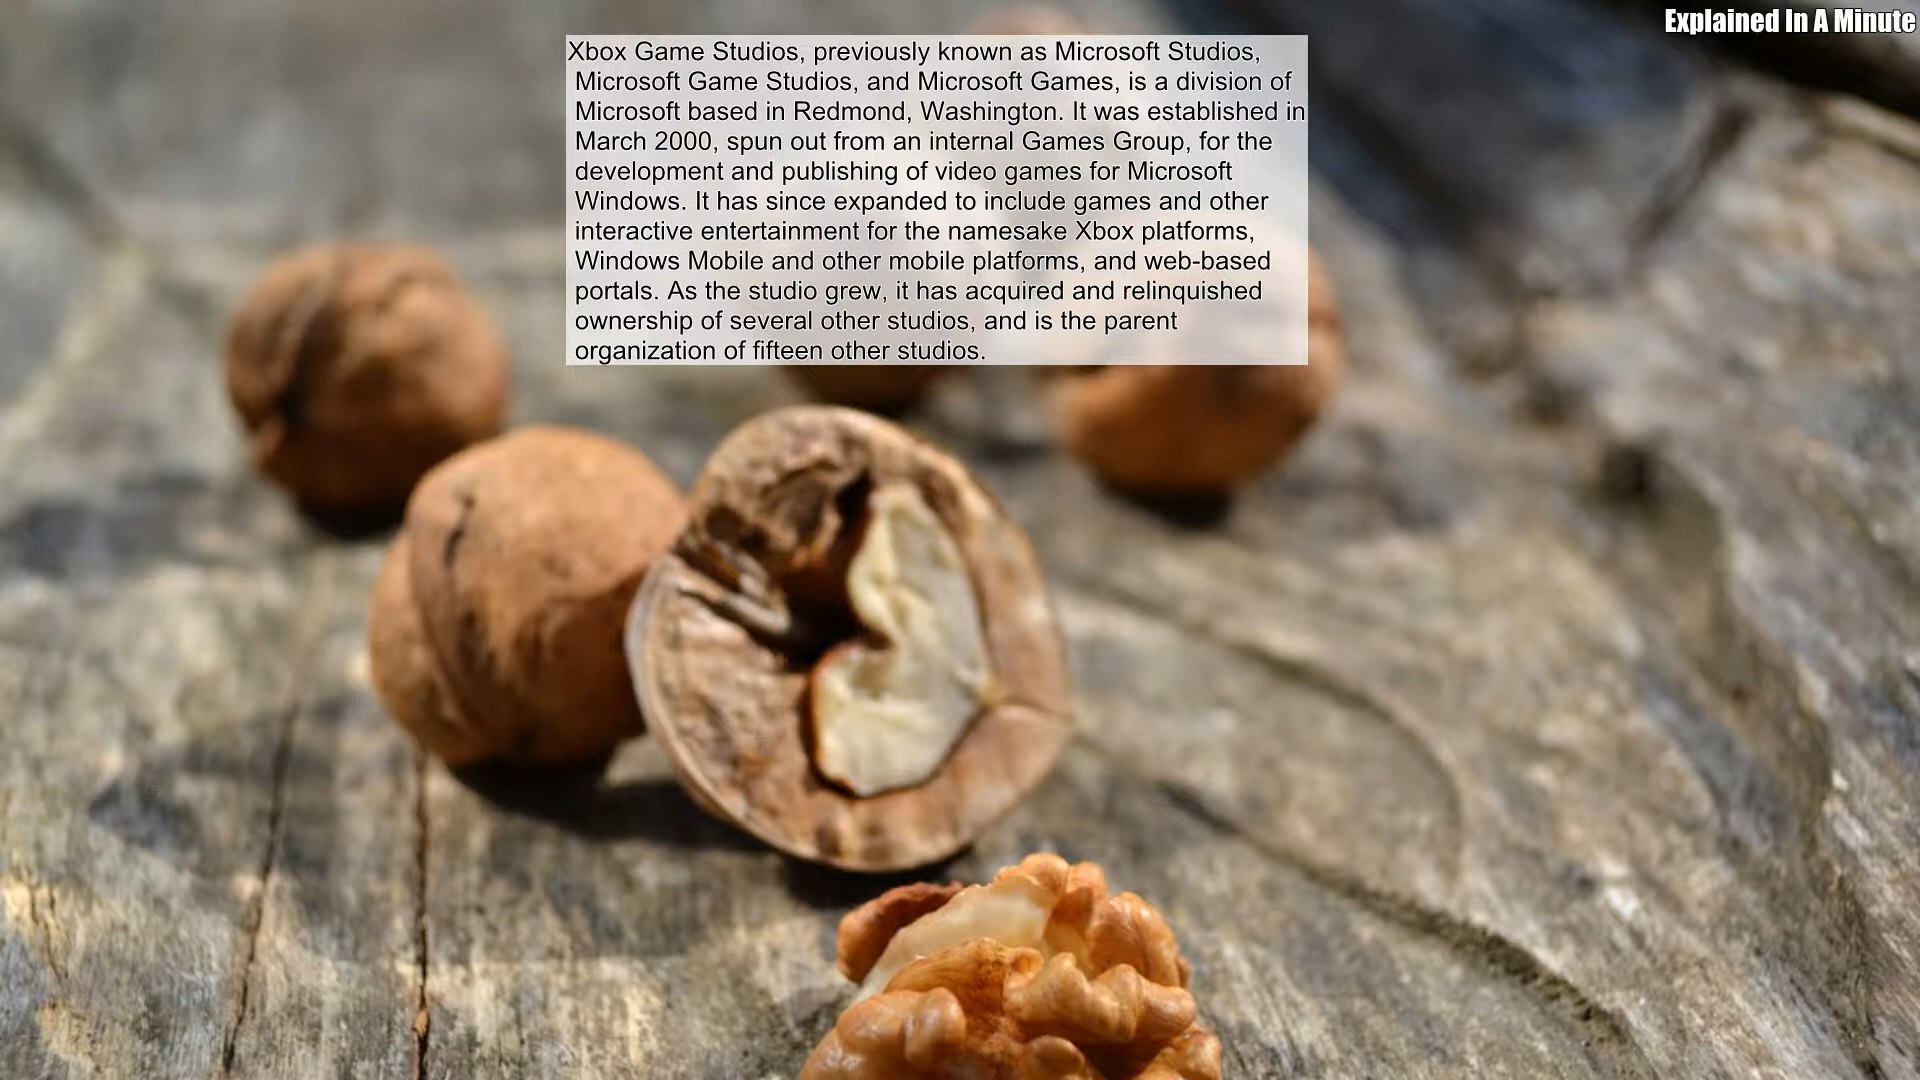 Explained In A Minute
Xbox Game Studios, previously known as Microsoft Studios,
Microsoft Game Studios, and Microsoft Games, is a division of
Microsoft based in Redmond, Washington. It was established in
March 2000, spun out from an internal Games Group, for the
development and publishing of video games for Microsoft
Windows. It has since expanded to include games and other
interactive entertainment for the namesake Xbox platforms,
Windows Mobile and other mobile platforms, and web-based
portals. As the studio grew, it has acquired and relinquished
ownership of several other studios, and is the parent
organization of fifteen other studios.